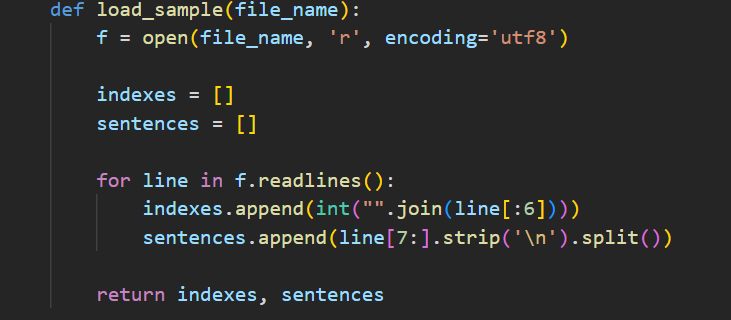 def load_sample(file_name):
    f = open(file_name, 'r', encoding='utf8')
    indexes = []
    sentences = []
    for line in f.readlines():
        indexes.append(int("".join(line[:6])))
        sentences.append(line[7:].strip('\n').split())
    return indexes, sentences